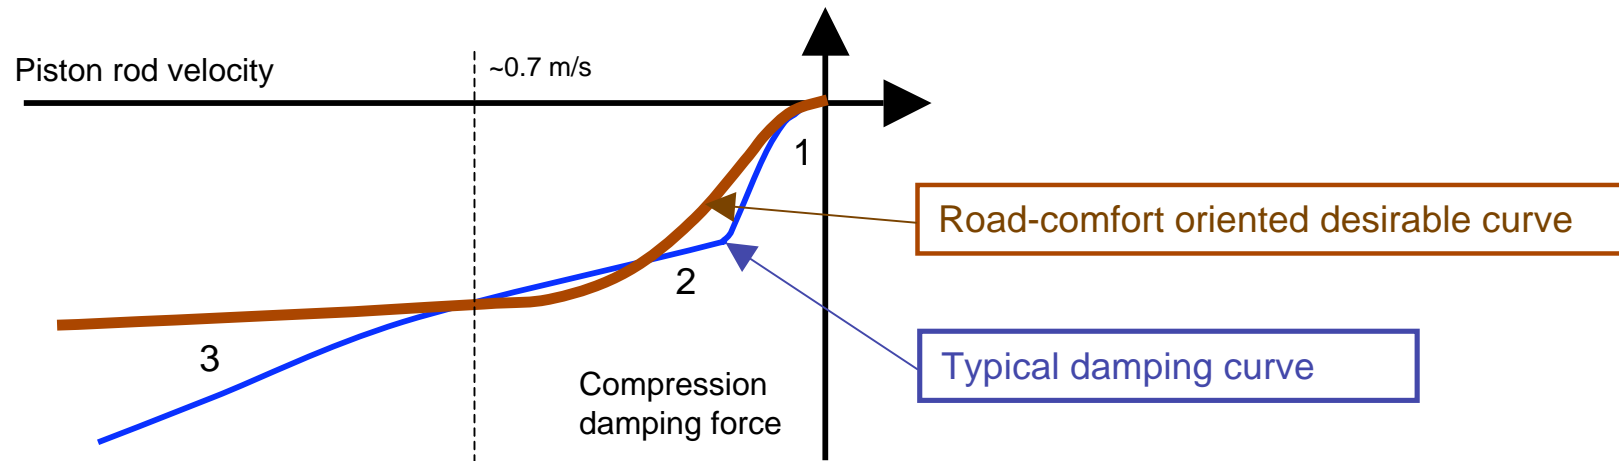 Piston rod velocity
~0.7 m/s
1
Road-comfort oriented desirable curve
2
3
Typical damping curve
Compression
damping force